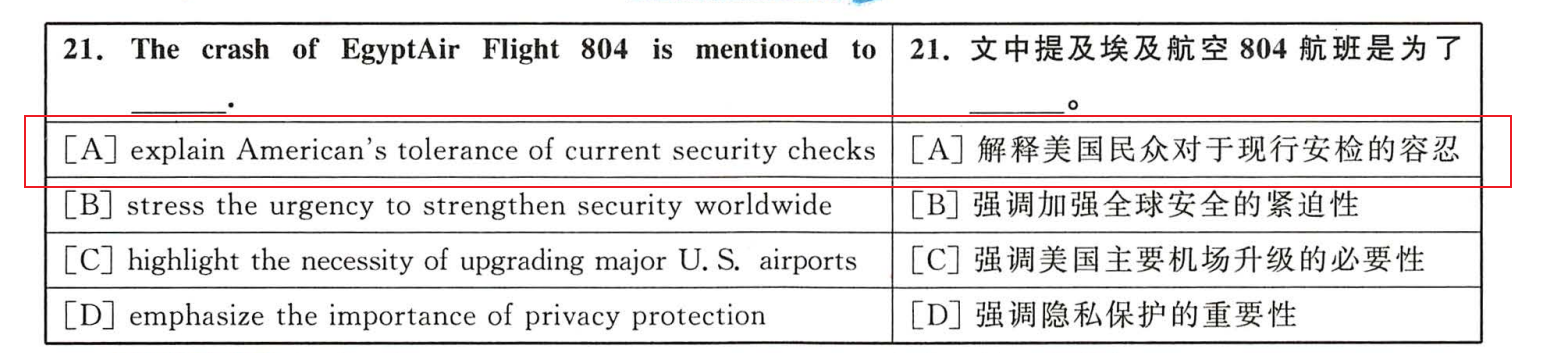 21. The crash of EgyptAir Flight 804 is mentioned to
______.
21. 文中提及埃及航空 804 航班是为了
______。
[A] explain American's tolerance of current security checks
[A] 解释美国民众对于现行安检的容忍
[B] stress the urgency to strengthen security worldwide
[B] 强调加强全球安全的紧迫性
[C] highlight the necessity of upgrading major U. S. airports
[C] 强调美国主要机场升级的必要性
[D] emphasize the importance of privacy protection
[D] 强调隐私保护的重要性